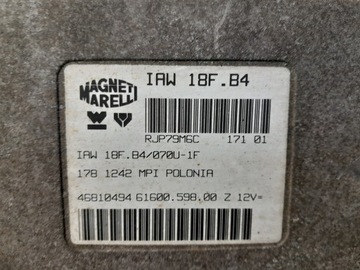 MAGNETI
MARELLI
IAW 18F.B4
RJP79M6C 171 01
IAW 18F.B4/070U-1F
178 1242 MPI POLONIA
46810494 61600.598.00 Z 12V=